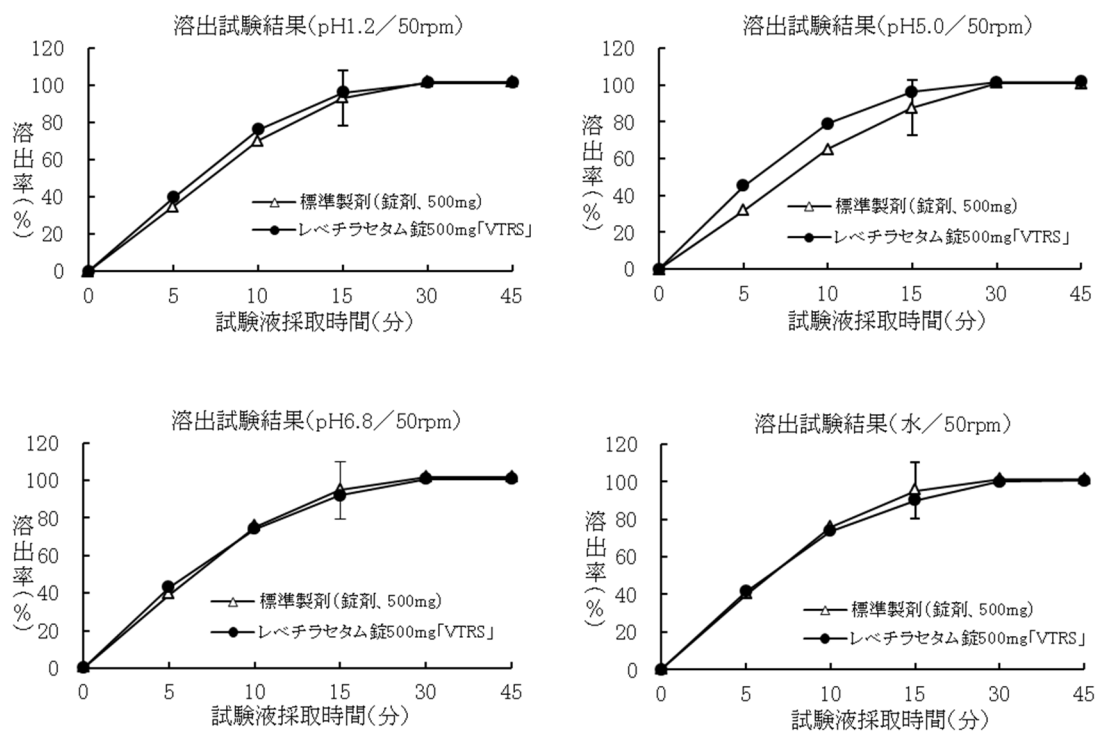 溶出試験結果(pH1.2／50rpm)
120
100
80
60
40
20
0
溶出率(%)
標準製剤(錠剤、500mg)
レベチラセタム錠500mg「VTRS」
0 5 10 15 30 45
試験液採取時間(分)
溶出試験結果(pH5.0／50rpm)
120
100
80
60
40
20
0
溶出率(%)
標準製剤(錠剤、500mg)
レベチラセタム錠500mg「VTRS」
0 5 10 15 30 45
試験液採取時間(分)
溶出試験結果(pH6.8／50rpm)
120
100
80
60
40
20
0
溶出率(%)
標準製剤(錠剤、500mg)
レベチラセタム錠500mg「VTRS」
0 5 10 15 30 45
試験液採取時間(分)
溶出試験結果(水／50rpm)
120
100
80
60
40
20
0
溶出率(%)
標準製剤(錠剤、500mg)
レベチラセタム錠500mg「VTRS」
0 5 10 15 30 45
試験液採取時間(分)